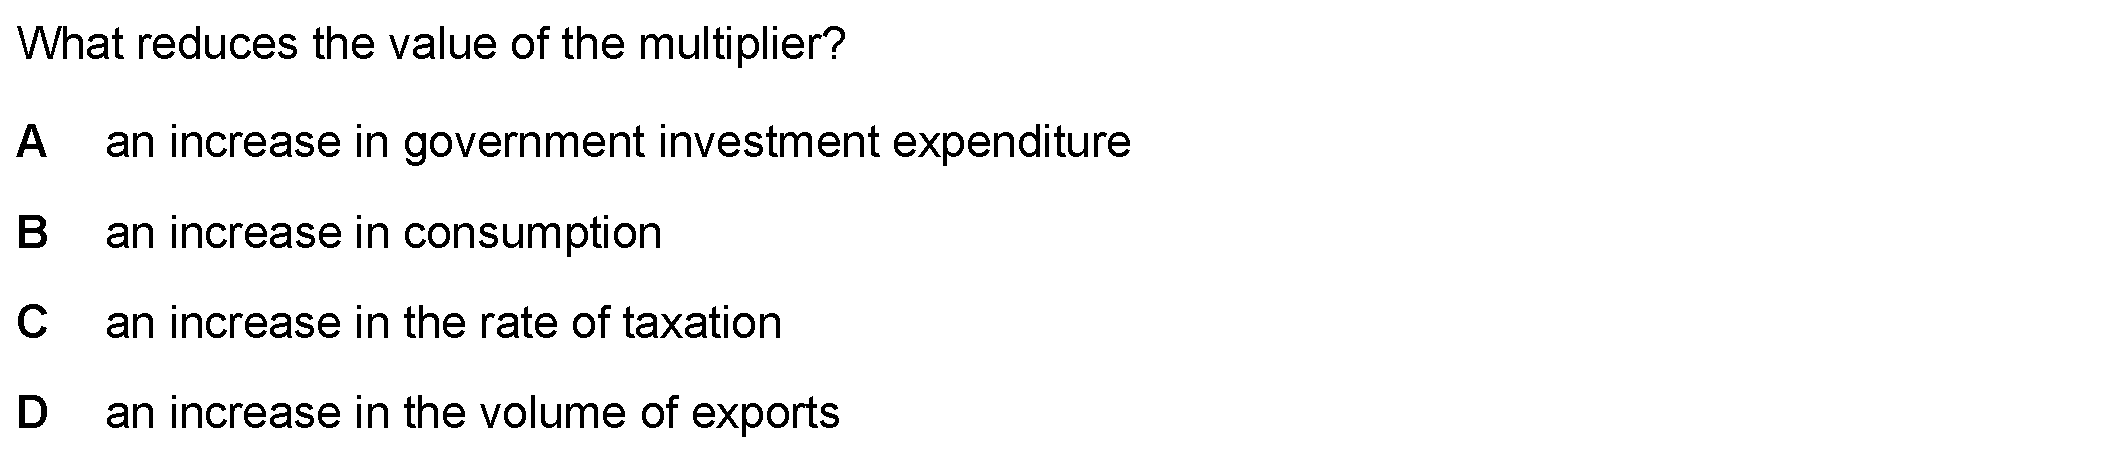 What reduces the value of the multiplier?
A an increase in government investment expenditure
B an increase in consumption
C an increase in the rate of taxation
D an increase in the volume of exports